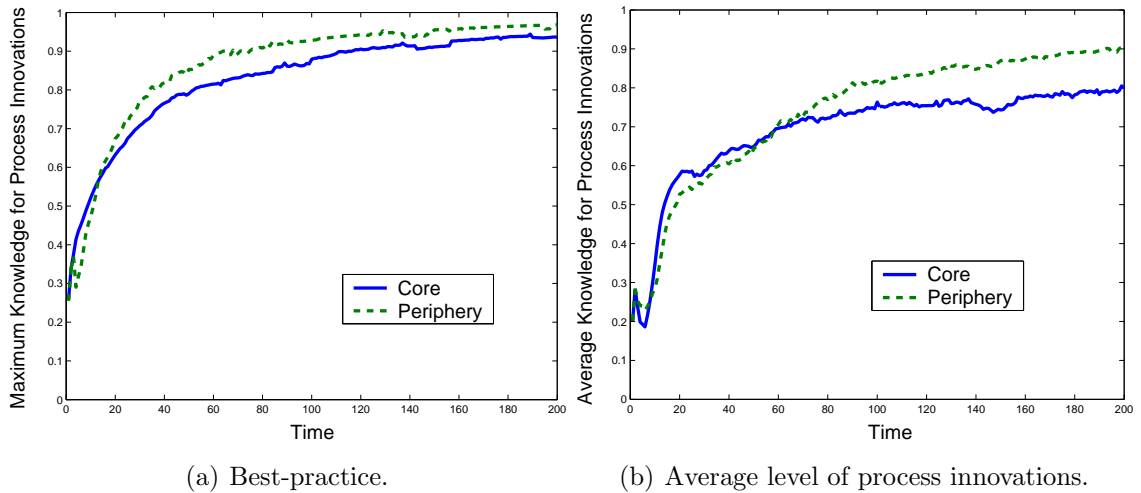 Maximum Knowledge for Process Innovations
1
0.9
0.8
0.7
0.6
0.5
0.4
0.3
0.2
0.1
0
0 20 40 60 80 100 120 140 160 180 200
Time
Core
Periphery
(a) Best-practice.
Average Knowledge for Process Innovations
1
0.9
0.8
0.7
0.6
0.5
0.4
0.3
0.2
0.1
0
0 20 40 60 80 100 120 140 160 180 200
Time
Core
Periphery
(b) Average level of process innovations.